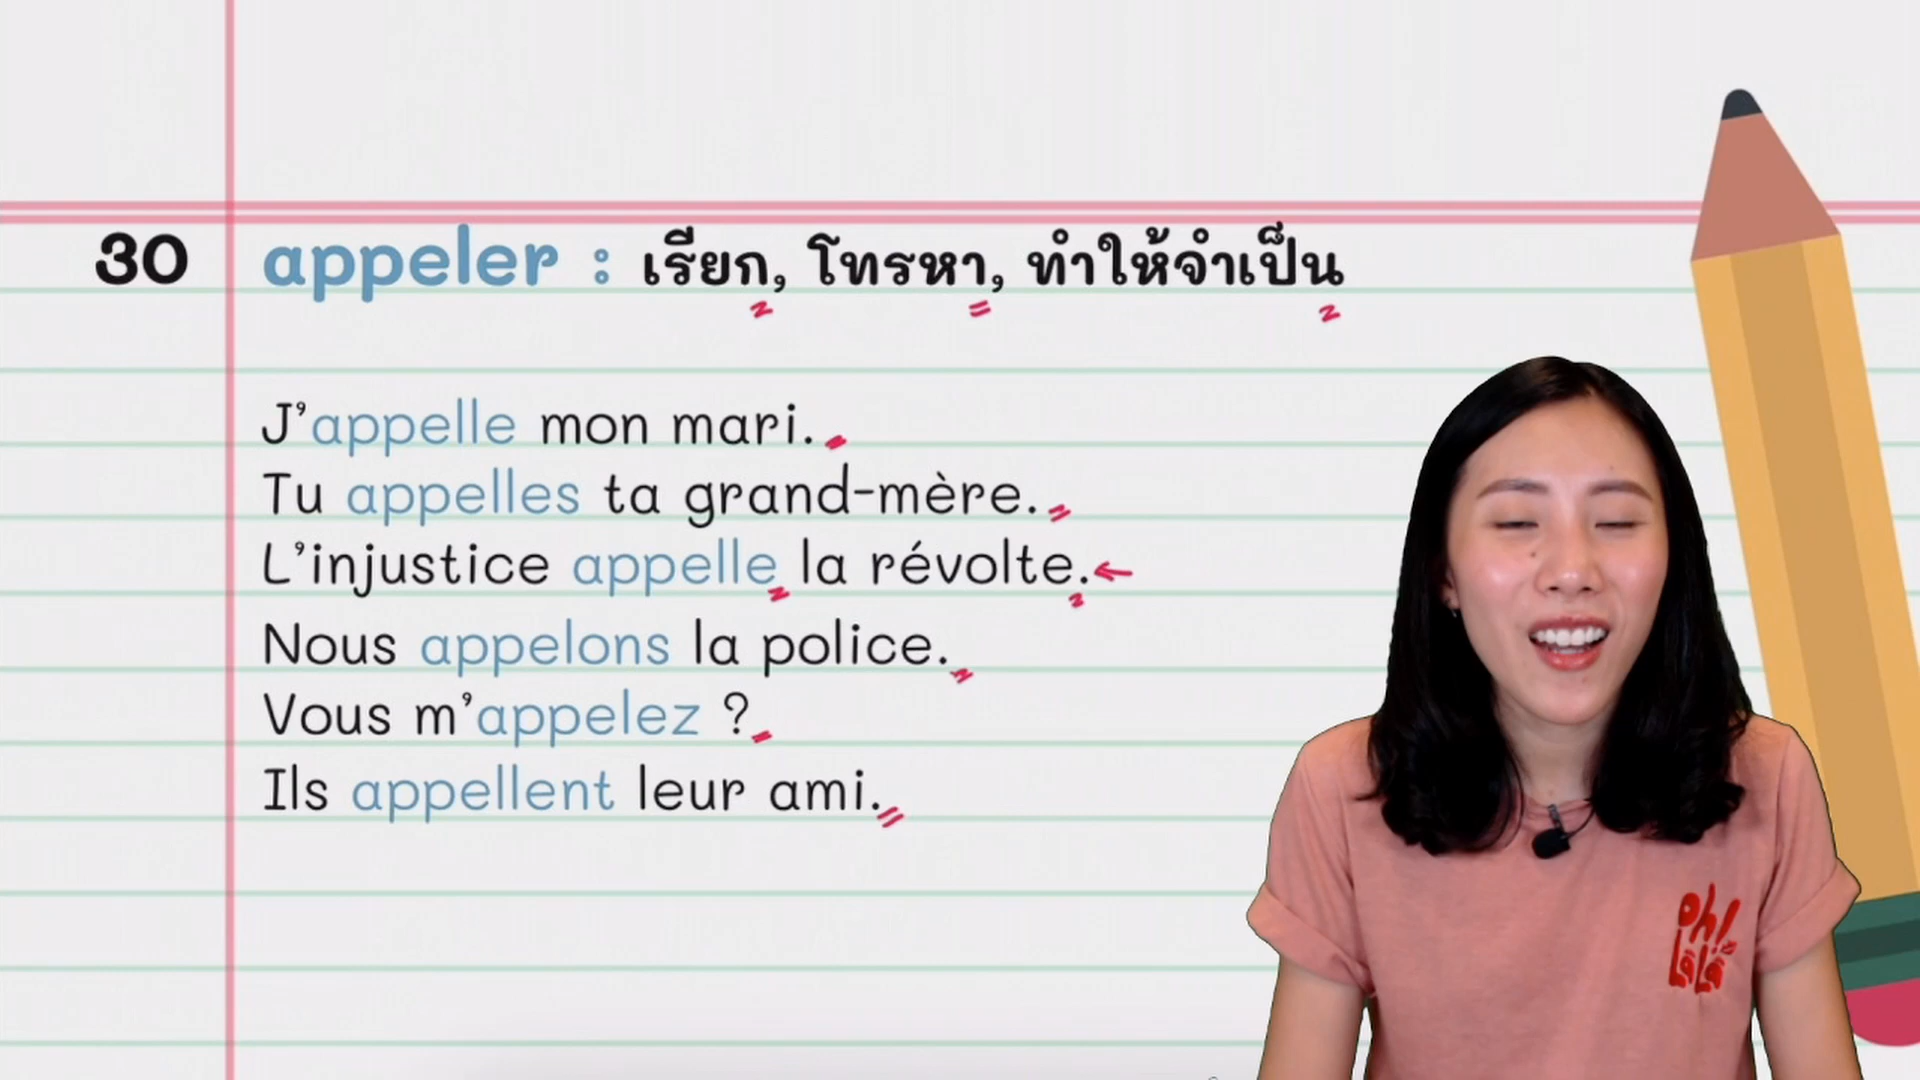 30 appeler : เรียก, โทรหา, ทำให้จำเป็น
J'appelle mon mari.
Tu appelles ta grand-mère.
L'injustice appelle la révolte.
Nous appelons la police.
Vous m'appelez ?
Ils appellent leur ami.
Oh!
LàLà